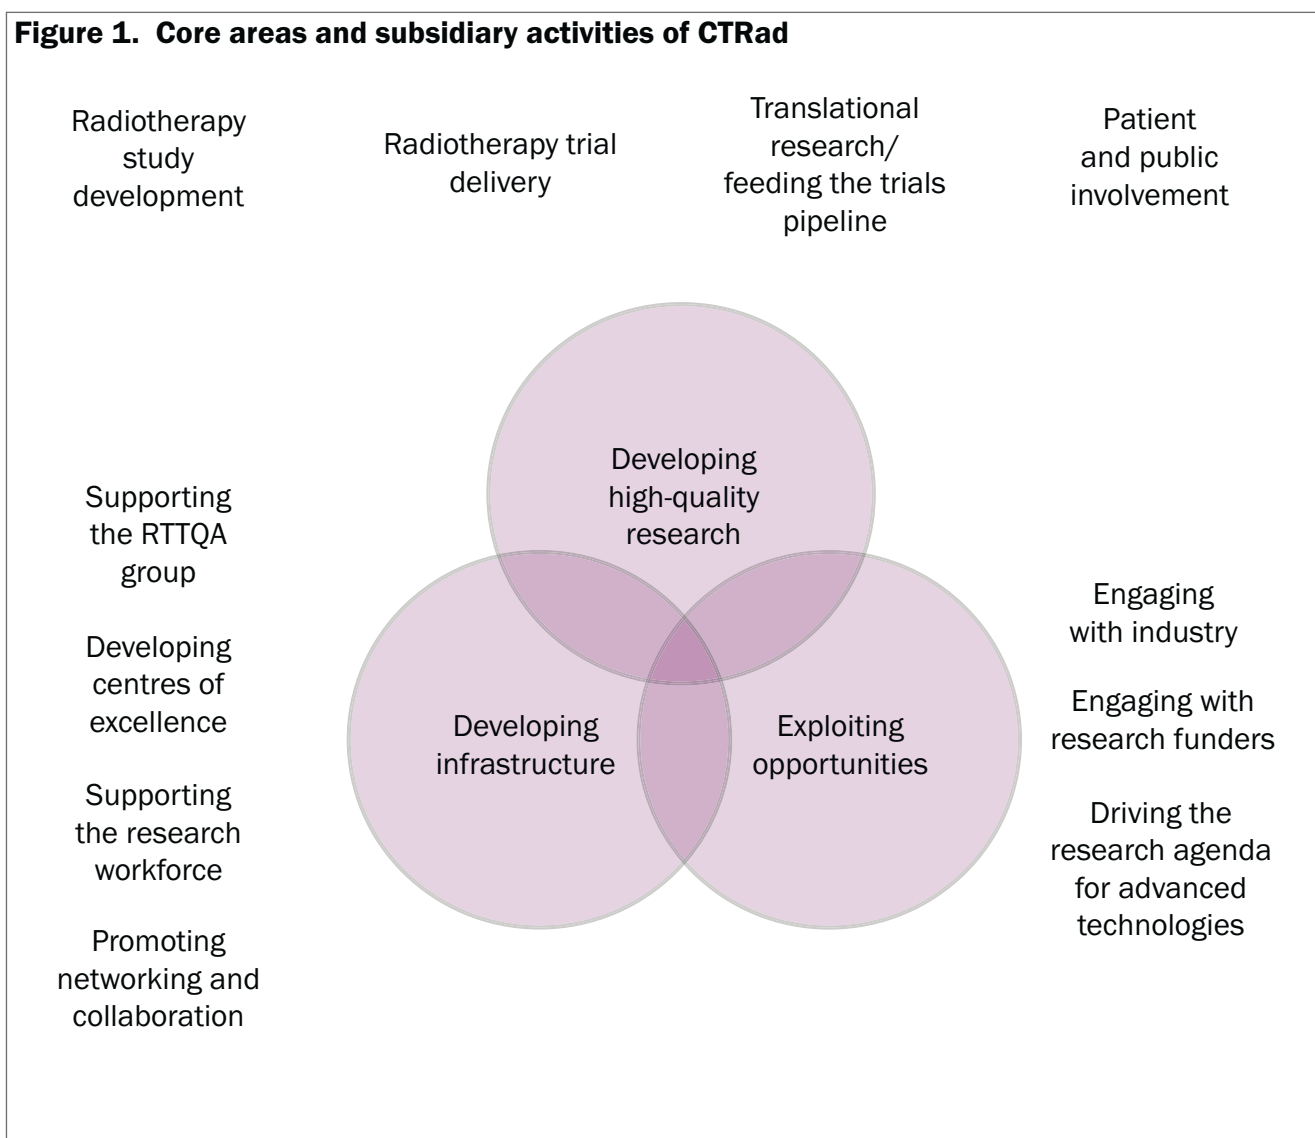 Figure 1. Core areas and subsidiary activities of CTRad
Radiotherapy
study
development
Radiotherapy trial
delivery
Translational
research/
feeding the trials
pipeline
Patient
and public
involvement
Developing
high-quality
research
Supporting
the RTTQA
group
Developing
centres of
excellence
Supporting
the research
workforce
Promoting
networking and
collaboration
Developing
infrastructure
Exploiting
opportunities
Engaging
with industry
Engaging with
research funders
Driving the
research agenda
for advanced
technologies